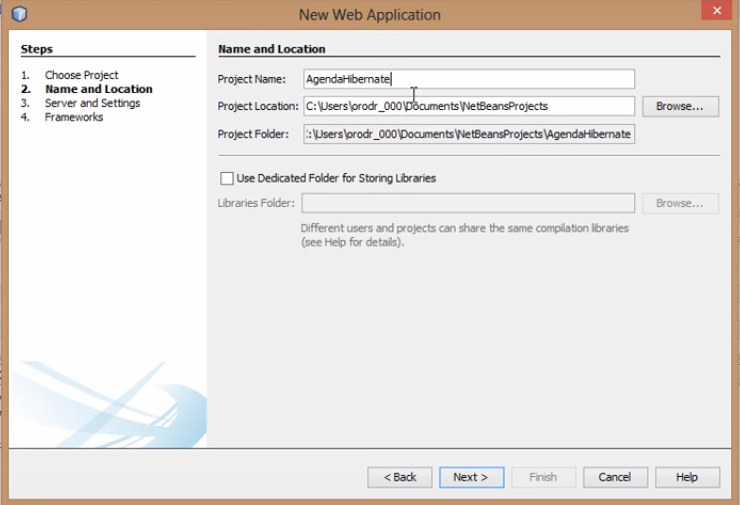 New Web Application
Steps
1. Choose Project
2. Name and Location
3. Server and Settings
4. Frameworks
Name and Location
Project Name: AgendaHibernate
Project Location: C:\Users\prodr_000\Documents\NetBeansProjects Browse...
Project Folder: :\Users\prodr_000\Documents\NetBeansProjects\AgendaHibernate
Use Dedicated Folder for Storing Libraries
Libraries Folder: Browse...
Different users and projects can share the same compilation libraries
(see Help for details).
< Back Next > Finish Cancel Help